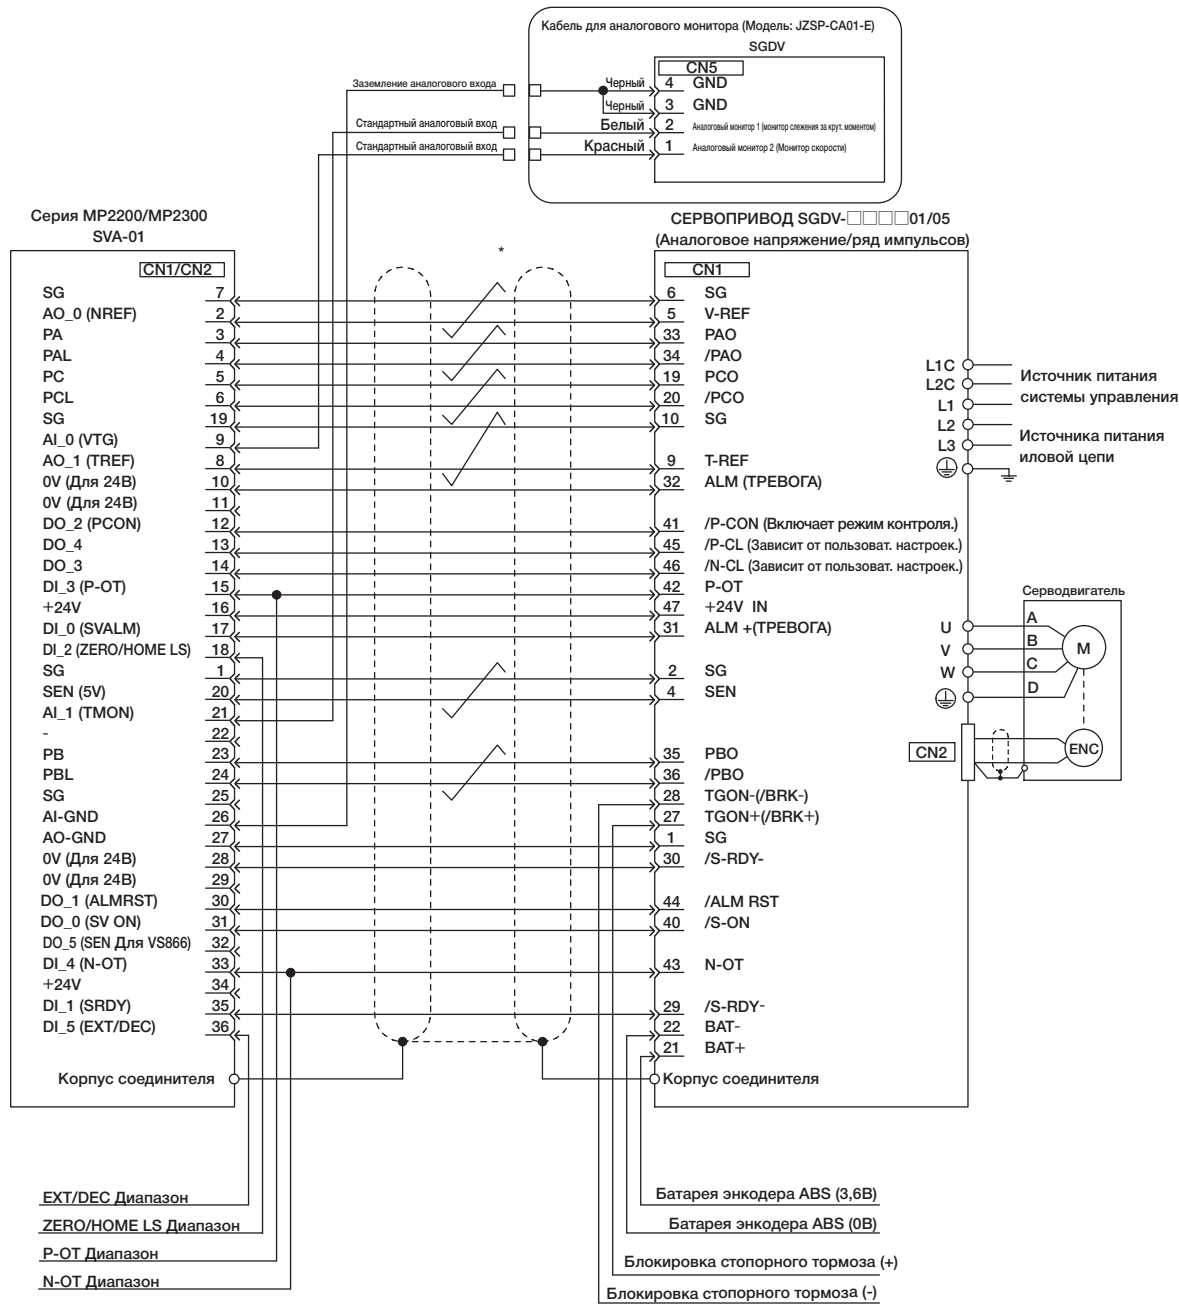 Кабель для аналогового монитора (Модель: JZSP-CA01-E)
SGDV
CN5
Заземление аналогового входа
Черный 4 GND
Черный 3 GND
Стандартный аналоговый вход
Белый 2 Аналоговый монитор 1 (монитор слежения за крут. моментом)
Стандартный аналоговый вход
Красный 1 Аналоговый монитор 2 (Монитор скорости)
Серия MP2200/MP2300
SVA-01
CN1/CN2
SG 7
AO_0 (NREF) 2
PA 3
PAL 4
PC 5
PCL 6
SG 19
AI_0 (VTG) 9
AO_1 (TREF) 8
0V (Для 24В) 10
0V (Для 24В) 11
DO_2 (PCON) 12
DO_4 13
DO_3 14
DI_3 (P-OT) 15
+24V 16
DI_0 (SVALM) 17
DI_2 (ZERO/HOME LS) 18
SG 1
SEN (5V) 20
AI_1 (TMON) 21
- 22
PB 23
PBL 24
SG 25
AI-GND 26
AO-GND 27
0V (Для 24В) 28
0V (Для 24В) 29
DO_1 (ALMRST) 30
DO_0 (SV ON) 31
DO_5 (SEN Для VS866) 32
DI_4 (N-OT) 33
+24V 34
DI_1 (SRDY) 35
DI_5 (EXT/DEC) 36
Корпус соединителя
*
СЕРВОПРИВОД SGDV-□□□□01/05
(Аналоговое напряжение/ряд импульсов)
CN1
6 SG
5 V-REF
33 PAO
34 /PAO
19 PCO
20 /PCO
10 SG
9 T-REF
32 ALM (ТРЕВОГА)
41 /P-CON (Включает режим контроля.)
45 /P-CL (Зависит от пользоват. настроек.)
46 /N-CL (Зависит от пользоват. настроек.)
42 P-OT
47 +24V IN
31 ALM +(ТРЕВОГА)
2 SG
4 SEN
35 PBO
36 /PBO
28 TGON-(/BRK-)
27 TGON+(/BRK+)
1 SG
30 /S-RDY-
44 /ALM RST
40 /S-ON
43 N-OT
29 /S-RDY-
22 BAT-
21 BAT+
Корпус соединителя
L1C
L2C
L1
L2
L3
Источник питания
системы управления
Источника питания
иловой цепи
Серводвигатель
U A
V B
W C
D
M
CN2
ENC
EXT/DEC Диапазон
ZERO/HOME LS Диапазон
P-OT Диапазон
N-OT Диапазон
Батарея энкодера ABS (3,6В)
Батарея энкодера ABS (0В)
Блокировка стопорного тормоза (+)
Блокировка стопорного тормоза (-)